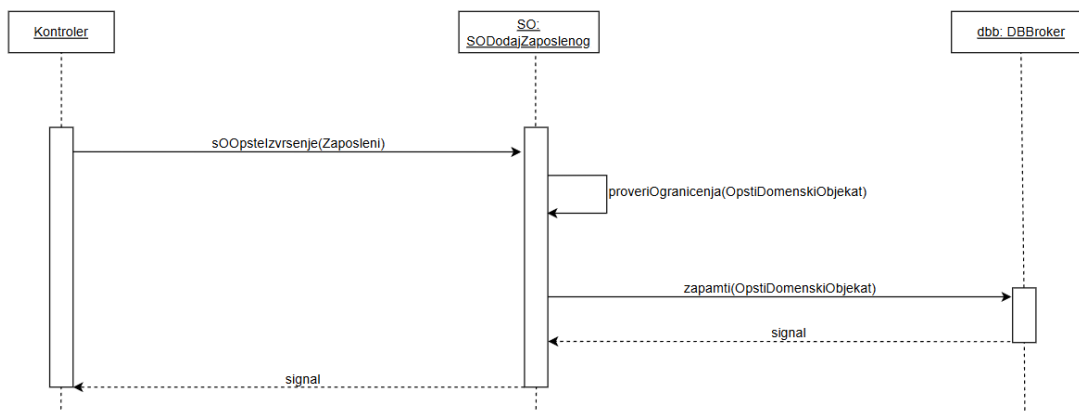 Kontroler
SO:
SODodajZaposlenog
dbb: DBBroker
sOOpsteIzvrsenje(Zaposleni)
proveriOgranicenja(OpstiDomenskiObjekat)
zapamti(OpstiDomenskiObjekat)
signal
signal